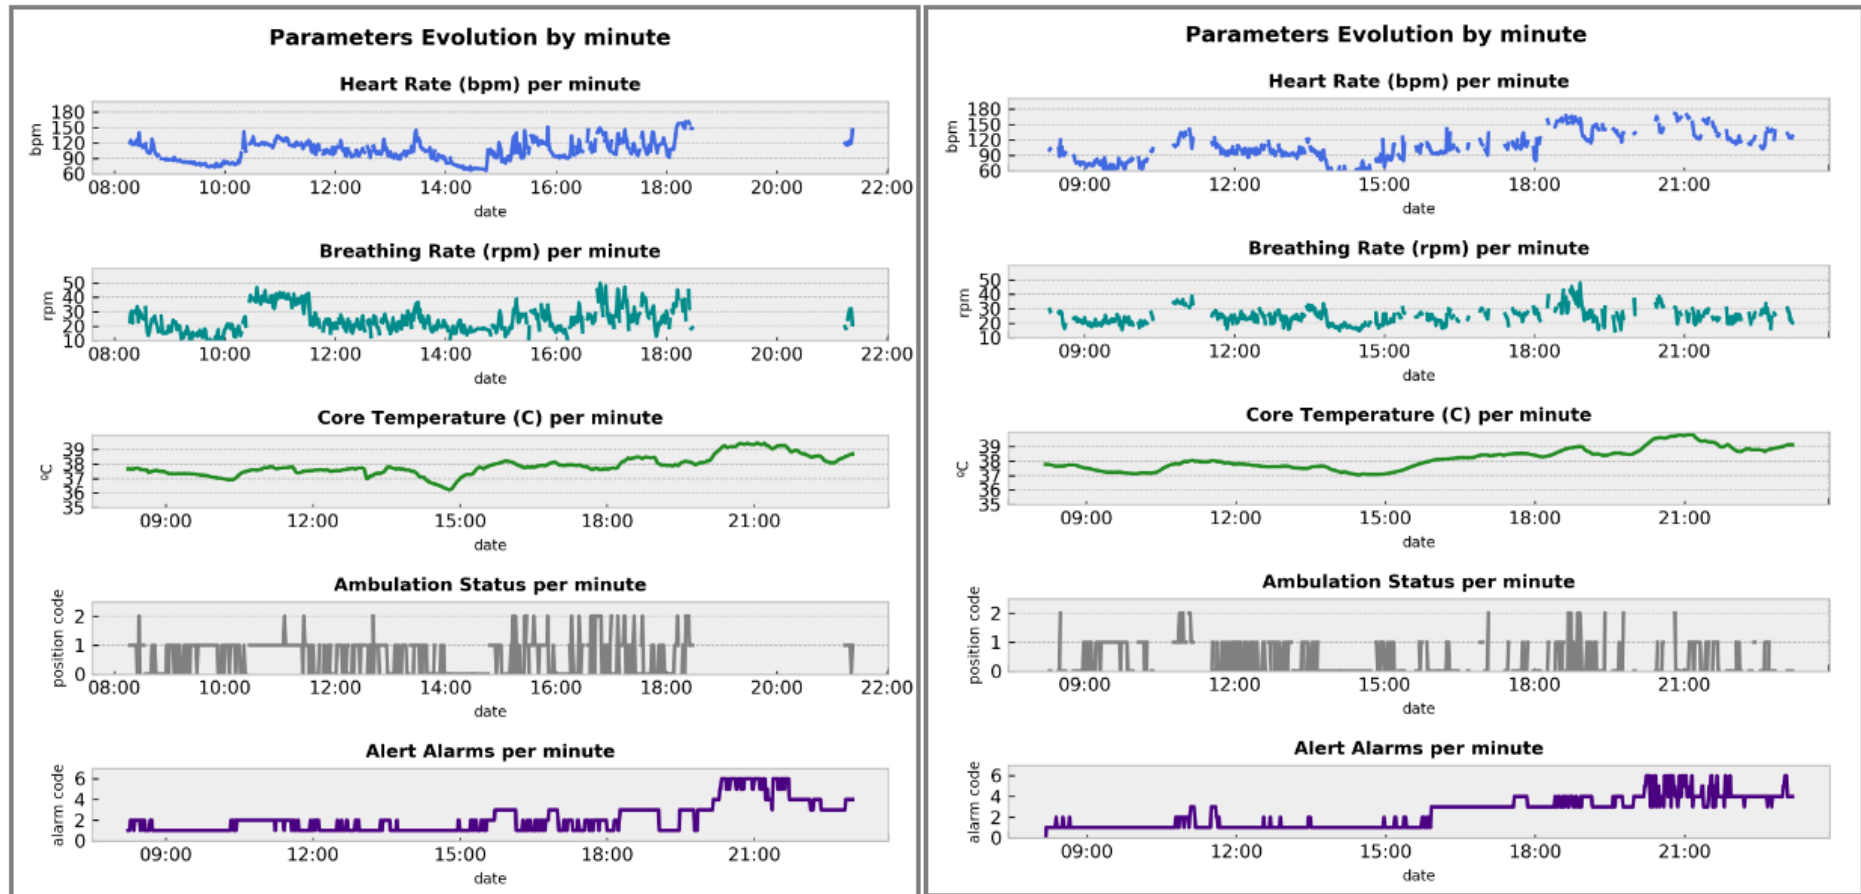 Parameters Evolution by minute
Heart Rate (bpm) per minute
bpm
180
150
120
90
60
08:00 10:00 12:00 14:00 16:00 18:00 20:00 22:00
date
Breathing Rate (rpm) per minute
rpm
50
40
30
20
10
08:00 10:00 12:00 14:00 16:00 18:00 20:00 22:00
date
Core Temperature (C) per minute
ºC
39
38
37
36
35
09:00 12:00 15:00 18:00 21:00
date
Ambulation Status per minute
position code
2
1
0
08:00 10:00 12:00 14:00 16:00 18:00 20:00 22:00
date
Alert Alarms per minute
alarm code
6
4
2
0
09:00 12:00 15:00 18:00 21:00
date
Parameters Evolution by minute
Heart Rate (bpm) per minute
bpm
180
150
120
90
60
09:00 12:00 15:00 18:00 21:00
date
Breathing Rate (rpm) per minute
rpm
50
40
30
20
10
09:00 12:00 15:00 18:00 21:00
date
Core Temperature (C) per minute
ºC
39
38
37
36
35
09:00 12:00 15:00 18:00 21:00
date
Ambulation Status per minute
position code
2
1
0
09:00 12:00 15:00 18:00 21:00
date
Alert Alarms per minute
alarm code
6
4
2
0
09:00 12:00 15:00 18:00 21:00
date